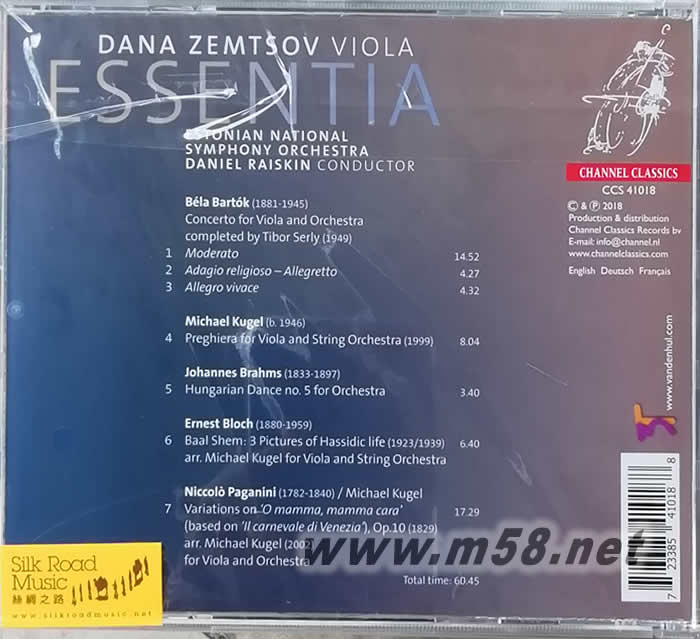 DANA ZEMTSOV VIOLA
ESSENTIA
ESTONIAN NATIONAL
SYMPHONY ORCHESTRA
DANIEL RAISKIN CONDUCTOR
CHANNEL CLASSICS
CCS 41018
© & ℗ 2018
Production & distribution
Channel Classics Records bv
E-mail: info@channel.nl
www.channelclassics.com
English Deutsch Français
Béla Bartók (1881-1945)
Concerto for Viola and Orchestra
completed by Tibor Serly (1949)
1 Moderato 14.52
2 Adagio religioso – Allegretto 4.27
3 Allegro vivace 4.32
Michael Kugel (b. 1946)
4 Preghiera for Viola and String Orchestra (1999) 8.04
Johannes Brahms (1833-1897)
5 Hungarian Dance no. 5 for Orchestra 3.40
Ernest Bloch (1880-1959)
6 Baal Shem: 3 Pictures of Hassidic life (1923/1939) 6.40
arr. Michael Kugel for Viola and String Orchestra
Niccolò Paganini (1782-1840) / Michael Kugel
7 Variations on 'O mamma, mamma cara' 17.29
(based on 'Il carnevale di Venezia'), Op.10 (1829)
arr. Michael Kugel (2002)
for Viola and Orchestra
Total time: 60.45
www.vandenhul.com
7 23385 41018 8
Silk Road
Music
絲綢之路
www.silkroadmusic.net
www.m58.net